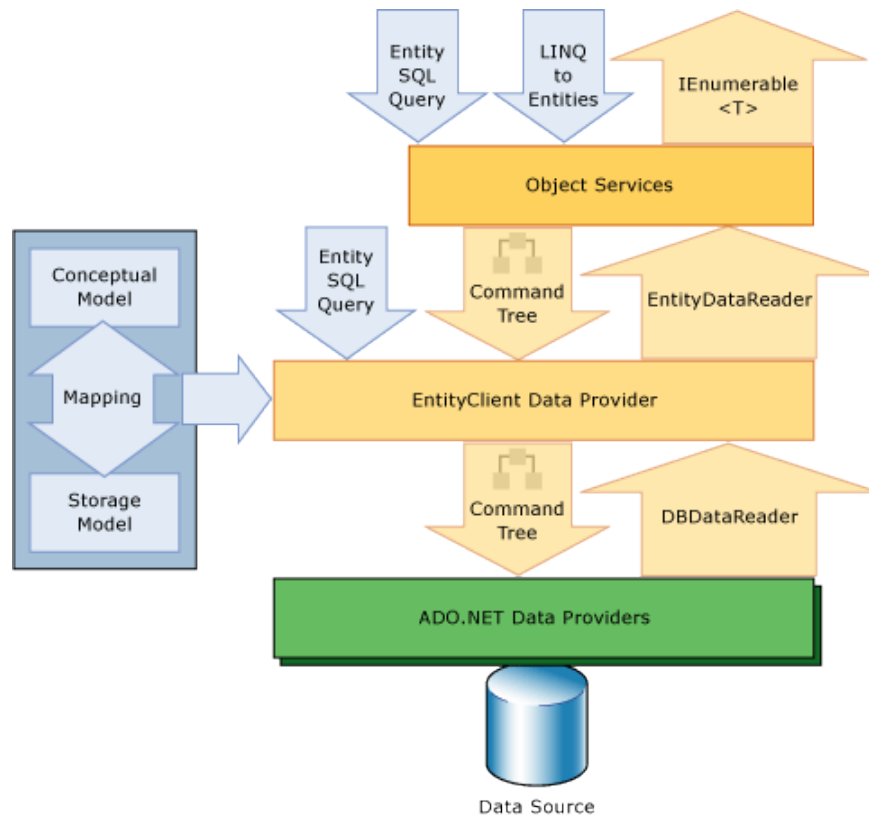 Entity
SQL
Query
LINQ
to
Entities
IEnumerable
<T>
Object Services
Conceptual
Model
Mapping
Storage
Model
Entity
SQL
Query
Command
Tree
EntityDataReader
EntityClient Data Provider
Command
Tree
DBDataReader
ADO.NET Data Providers
Data Source